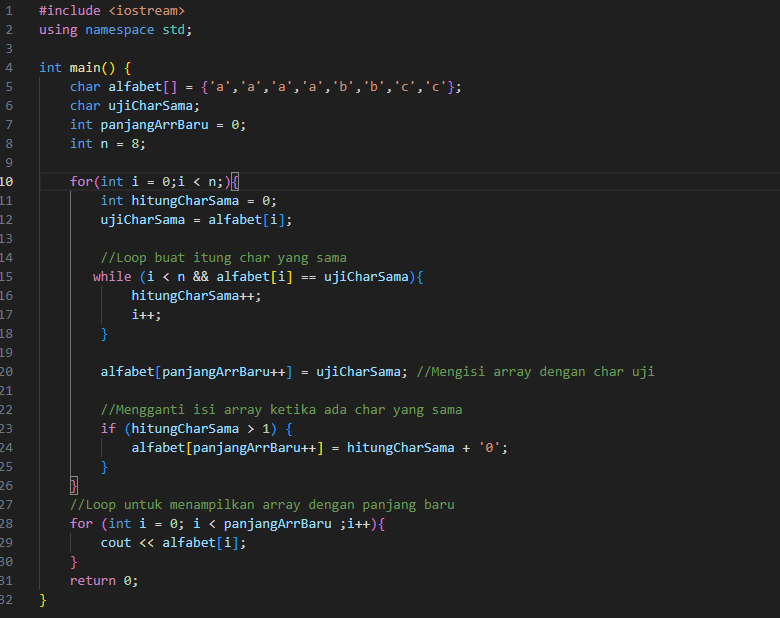 1 #include <iostream>
2 using namespace std;
3
4 int main() {
5     char alfabet[] = {'a','a','a','a','b','b','c','c'};
6     char ujiCharSama;
7     int panjangArrBaru = 0;
8     int n = 8;
9
10     for(int i = 0;i < n;){
11         int hitungCharSama = 0;
12         ujiCharSama = alfabet[i];
13
14         //Loop buat itung char yang sama
15        while (i < n && alfabet[i] == ujiCharSama){
16             hitungCharSama++;
17             i++;
18         }
19
20         alfabet[panjangArrBaru++] = ujiCharSama; //Mengisi array dengan char uji
21
22         //Mengganti isi array ketika ada char yang sama
23         if (hitungCharSama > 1) {
24             alfabet[panjangArrBaru++] = hitungCharSama + '0';
25         }
26     }
27     //Loop untuk menampilkan array dengan panjang baru
28     for (int i = 0; i < panjangArrBaru ;i++){
29         cout << alfabet[i];
30     }
31     return 0;
32 }